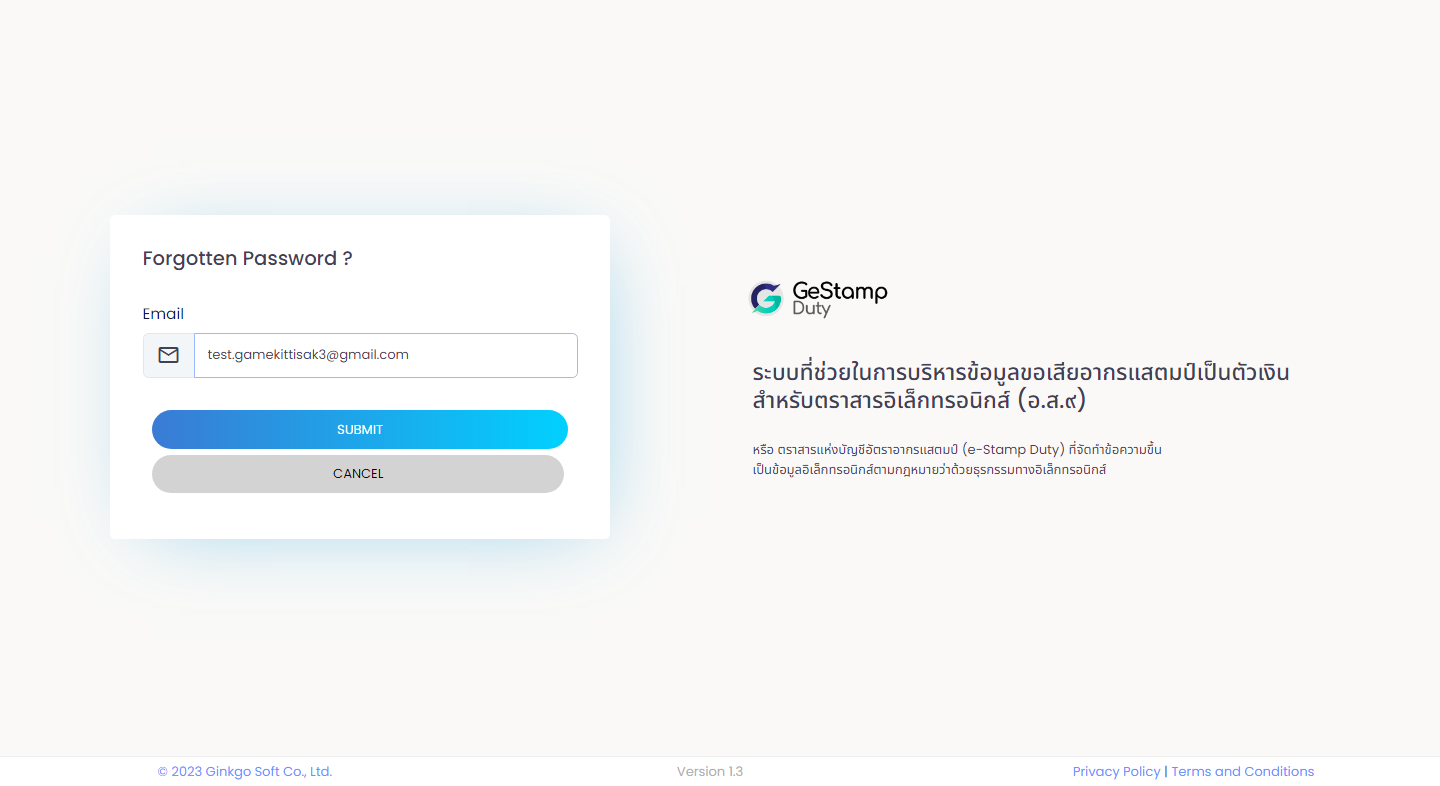 Forgotten Password ?
Email
test.gamekittisak3@gmail.com
SUBMIT
CANCEL
GeStamp
Duty
ระบบที่ช่วยในการบริหารข้อมูลขอเสียอากรแสตมป์เป็นตัวเงิน
สำหรับตราสารอิเล็กทรอนิกส์ (อ.ส.๙)
หรือ ตราสารแห่งบัญชีอัตราอากรแสตมป์ (e-Stamp Duty) ที่จัดทำข้อความขึ้น
เป็นข้อมูลอิเล็กทรอนิกส์ตามกฎหมายว่าด้วยธุรกรรมทางอิเล็กทรอนิกส์
© 2023 Ginkgo Soft Co., Ltd.
Version 1.3
Privacy Policy | Terms and Conditions